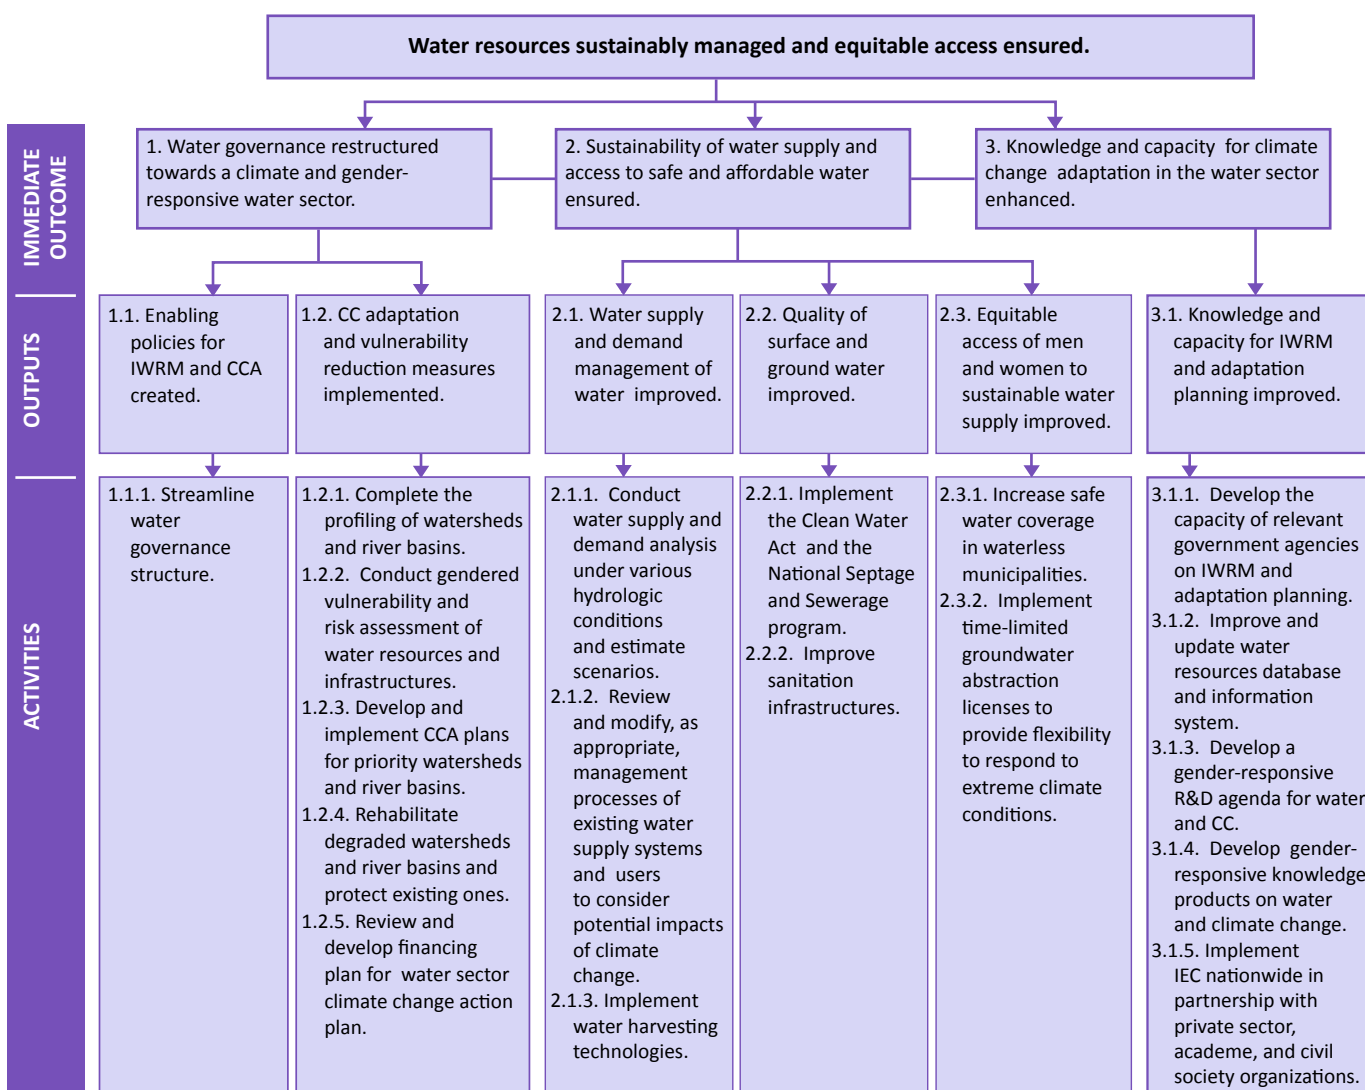 Water resources sustainably managed and equitable access ensured.
IMMEDIATE
OUTCOME
1. Water governance restructured
towards a climate and gender-
responsive water sector.
2. Sustainability of water supply and
access to safe and affordable water
ensured.
3. Knowledge and capacity for climate
change adaptation in the water sector
enhanced.
OUTPUTS
1.1. Enabling
policies for
IWRM and CCA
created.
1.2. CC adaptation
and vulnerability
reduction measures
implemented.
2.1. Water supply
and demand
management of
water improved.
2.2. Quality of
surface and
ground water
improved.
2.3. Equitable
access of men
and women to
sustainable water
supply improved.
3.1. Knowledge and
capacity for IWRM
and adaptation
planning improved.
ACTIVITIES
1.1.1. Streamline
water
governance
structure.
1.2.1. Complete the
profiling of watersheds
and river basins.
1.2.2. Conduct gendered
vulnerability and
risk assessment of
water resources and
infrastructures.
1.2.3. Develop and
implement CCA plans
for priority watersheds
and river basins.
1.2.4. Rehabilitate
degraded watersheds
and river basins and
protect existing ones.
1.2.5. Review and
develop financing
plan for water sector
climate change action
plan.
2.1.1. Conduct
water supply and
demand analysis
under various
hydrologic
conditions
and estimate
scenarios.
2.1.2. Review
and modify, as
appropriate,
management
processes of
existing water
supply systems
and users
to consider
potential impacts
of climate
change.
2.1.3. Implement
water harvesting
technologies.
2.2.1. Implement
the Clean Water
Act and the
National Septage
and Sewerage
program.
2.2.2. Improve
sanitation
infrastructures.
2.3.1. Increase safe
water coverage
in waterless
municipalities.
2.3.2. Implement
time-limited
groundwater
abstraction
licenses to
provide flexibility
to respond to
extreme climate
conditions.
3.1.1. Develop the
capacity of relevant
government agencies
on IWRM and
adaptation planning.
3.1.2. Improve and
update water
resources database
and information
system.
3.1.3. Develop a
gender-responsive
R&D agenda for water
and CC.
3.1.4. Develop gender-
responsive knowledge
products on water
and climate change.
3.1.5. Implement
IEC nationwide in
partnership with
private sector,
academe, and civil
society organizations.